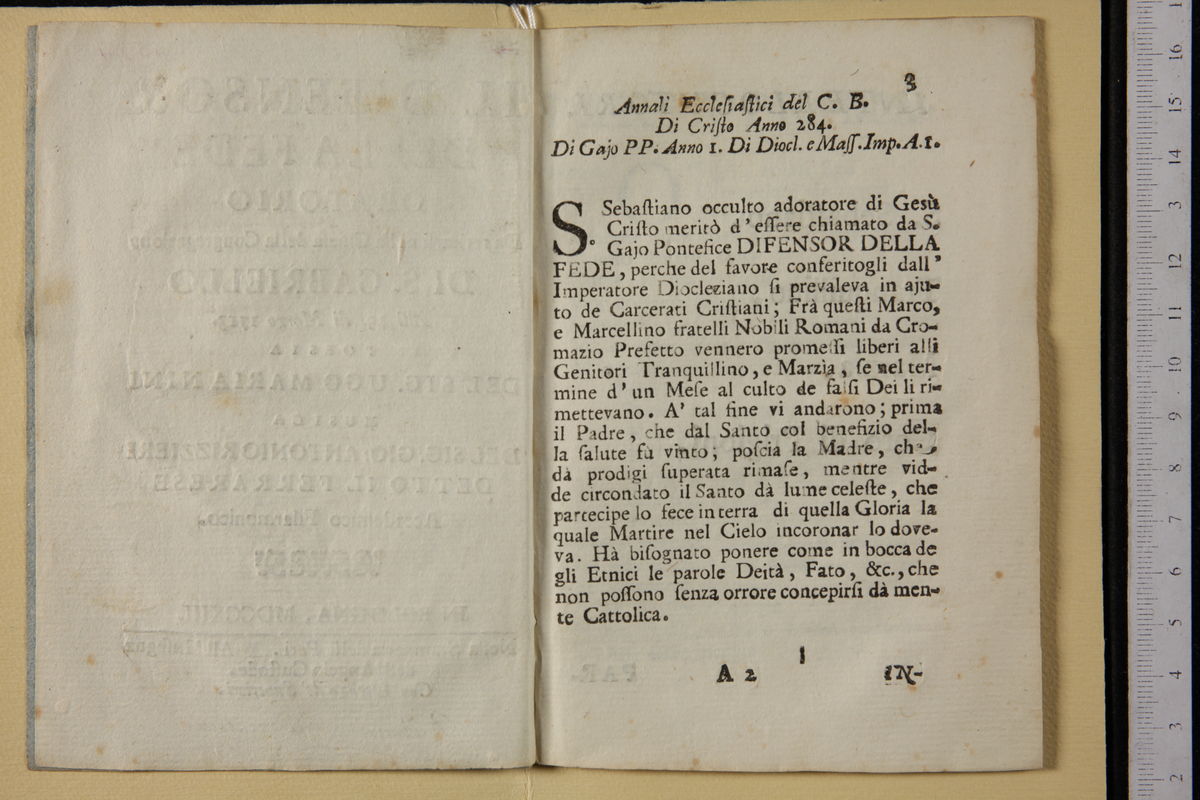 3
Annali Ecclesiastici del C. B.
Di Cristo Anno 284.
Di Gajo PP. Anno 1. Di Diocl. e Mass. Imp. A. 1.
S. Sebastiano occulto adoratore di Gesù
Cristo meritò d' essere chiamato da S.
Gajo Pontefice DIFENSOR DELLA
FEDE, perche del favore conferitogli dall'
Imperatore Diocleziano si prevaleva in aju-
to de Carcerati Cristiani; Frà questi Marco,
e Marcellino fratelli Nobili Romani da Cro-
mazio Prefetto vennero promessi liberi alli
Genitori Tranquillino, e Marzia, se nel ter-
mine d' un Mese al culto de falsi Dei li ri-
mettevano. A' tal fine vi andarono; prima
il Padre, che dal Santo col benefizio del-
la salute fù vinto; poscia la Madre, che
dà prodigi superata rimase, mentre vid-
de circondato il Santo dà lume celeste, che
partecipe lo fece in terra di quella Gloria la
quale Martire nel Cielo incoronar lo dove-
va. Hà bisognato ponere come in bocca de
gli Etnici le parole Deità, Fato, &c., che
non possono senza orrore concepirsi dà men-
te Cattolica.
A 2 IN-